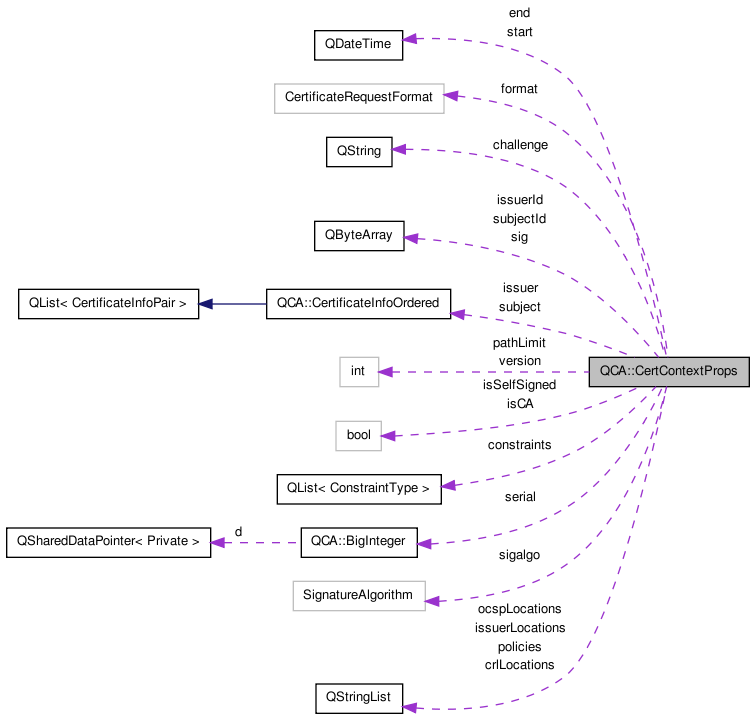 end
start
QDateTime
format
CertificateRequestFormat
challenge
QString
issuerId
subjectId
sig
QByteArray
issuer
subject
QList< CertificateInfoPair >
QCA::CertificateInfoOrdered
pathLimit
version
int
QCA::CertContextProps
isSelfSigned
isCA
bool
constraints
QList< ConstraintType >
serial
d
QSharedDataPointer< Private >
QCA::BigInteger
sigalgo
SignatureAlgorithm
ocspLocations
issuerLocations
policies
crlLocations
QStringList